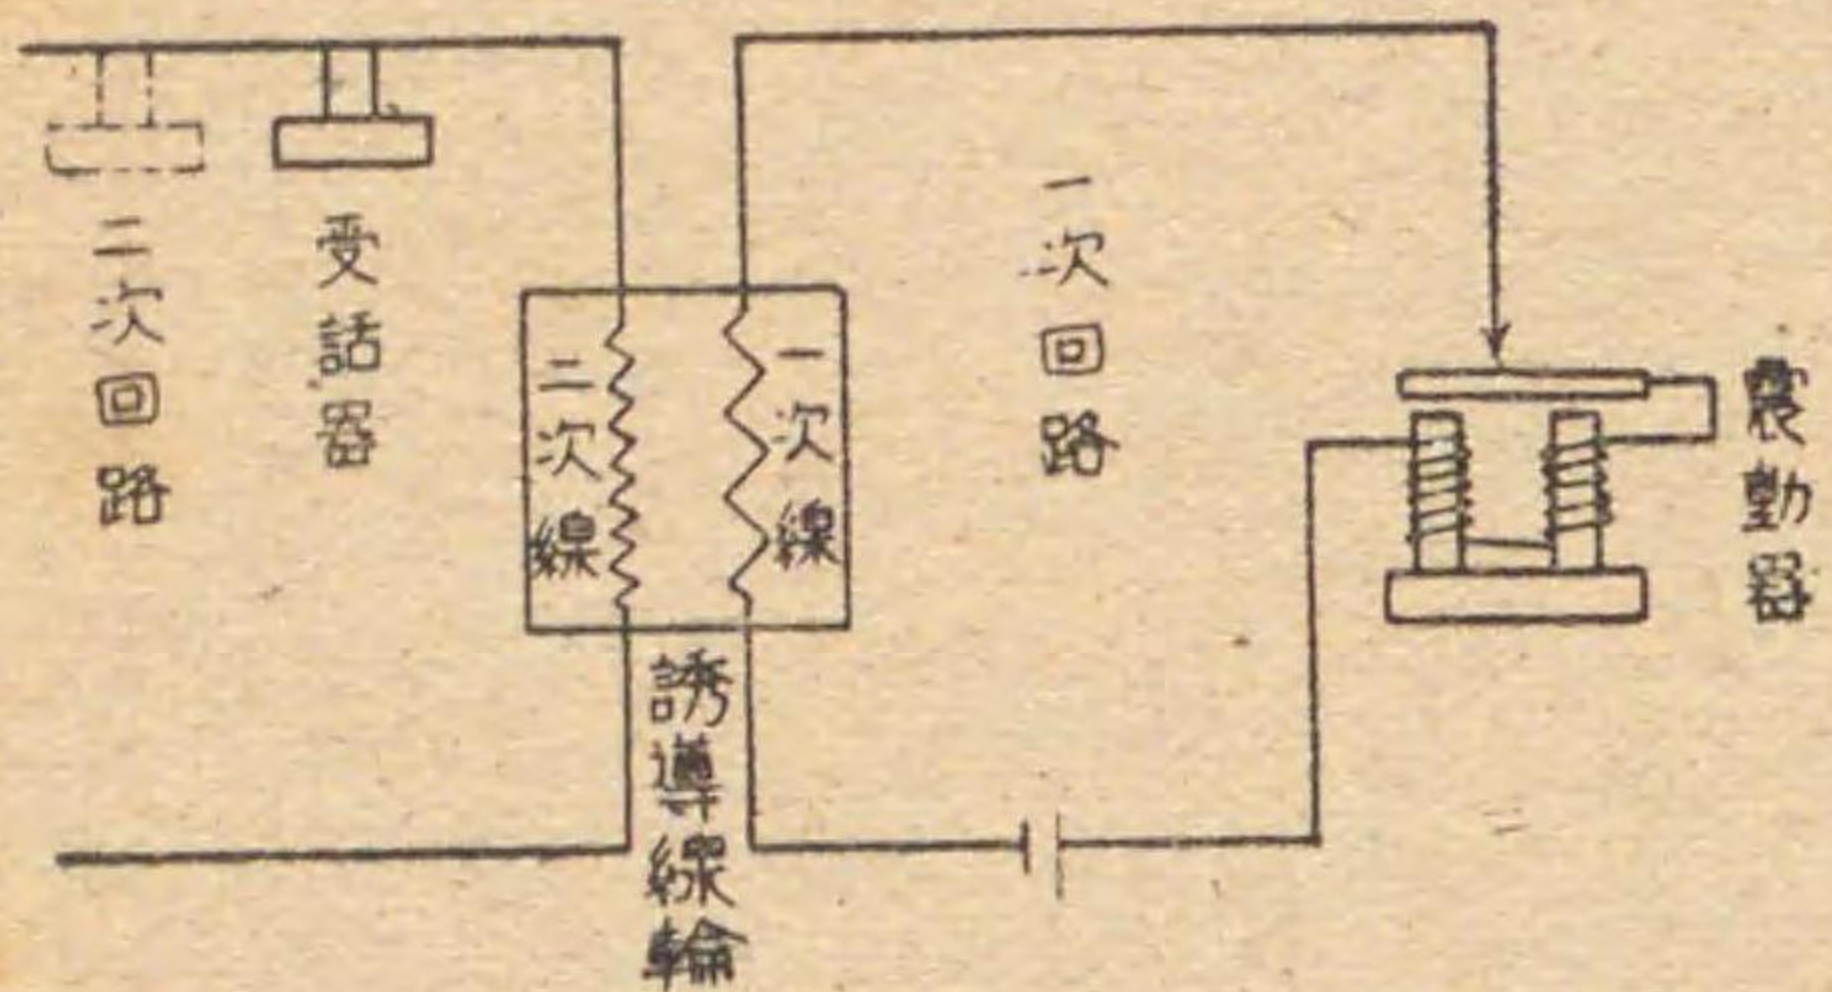 震動器
一次回路
一次線
二次線
誘導線輪
受話器
二次回路